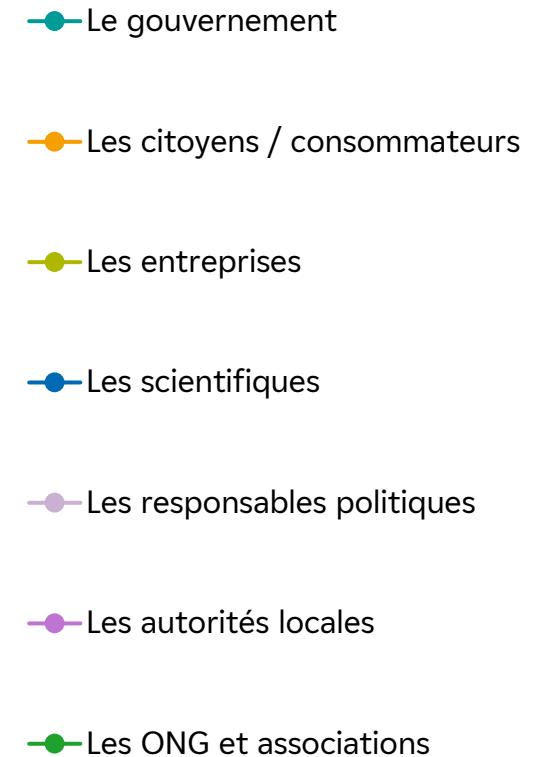 Le gouvernement
Les citoyens / consommateurs
Les entreprises
Les scientifiques
Les responsables politiques
Les autorités locales
Les ONG et associations